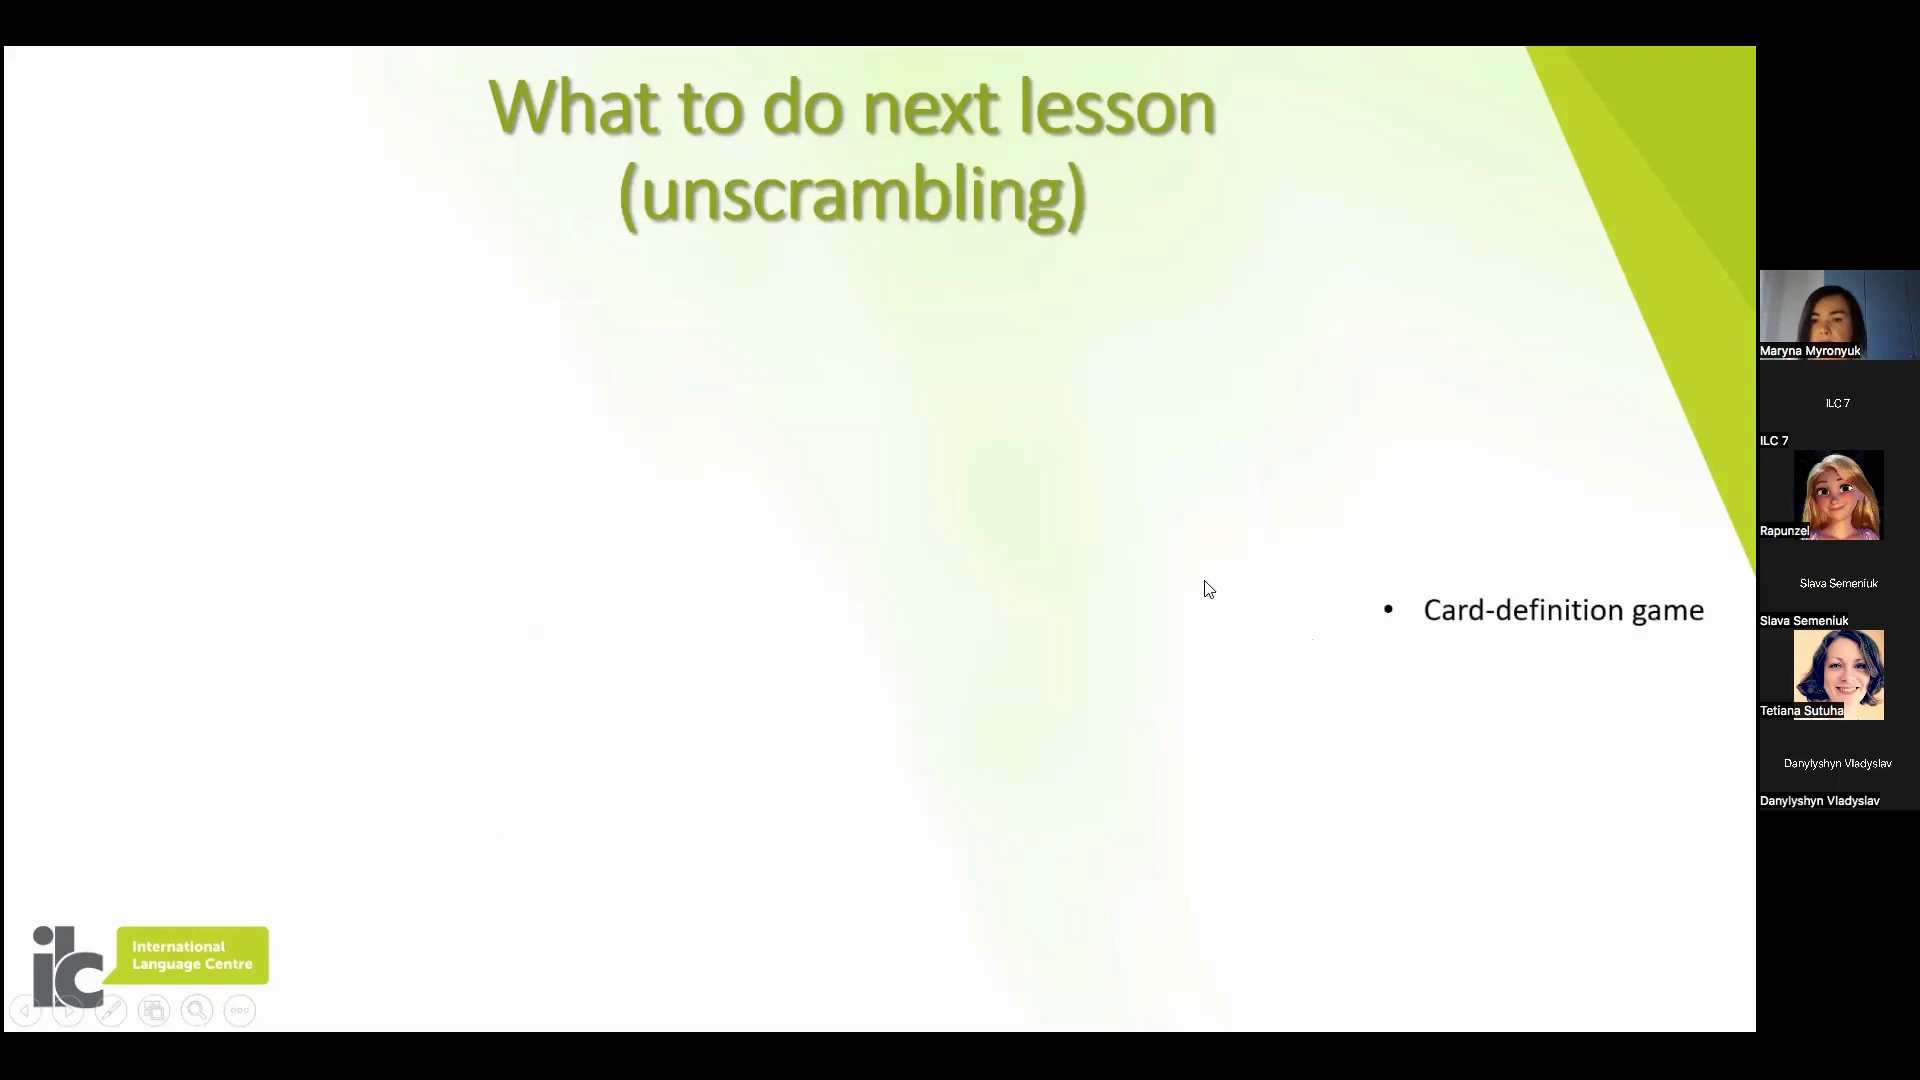 What to do next lesson
(unscrambling)
• Card-definition game
ilc
International
Language Centre
Maryna Myronyuk
ILC 7
ILC 7
Rapunzel
Slava Semeniuk
Slava Semeniuk
Tetiana Sutuha
Danylyshyn Vladyslav
Danylyshyn Vladyslav